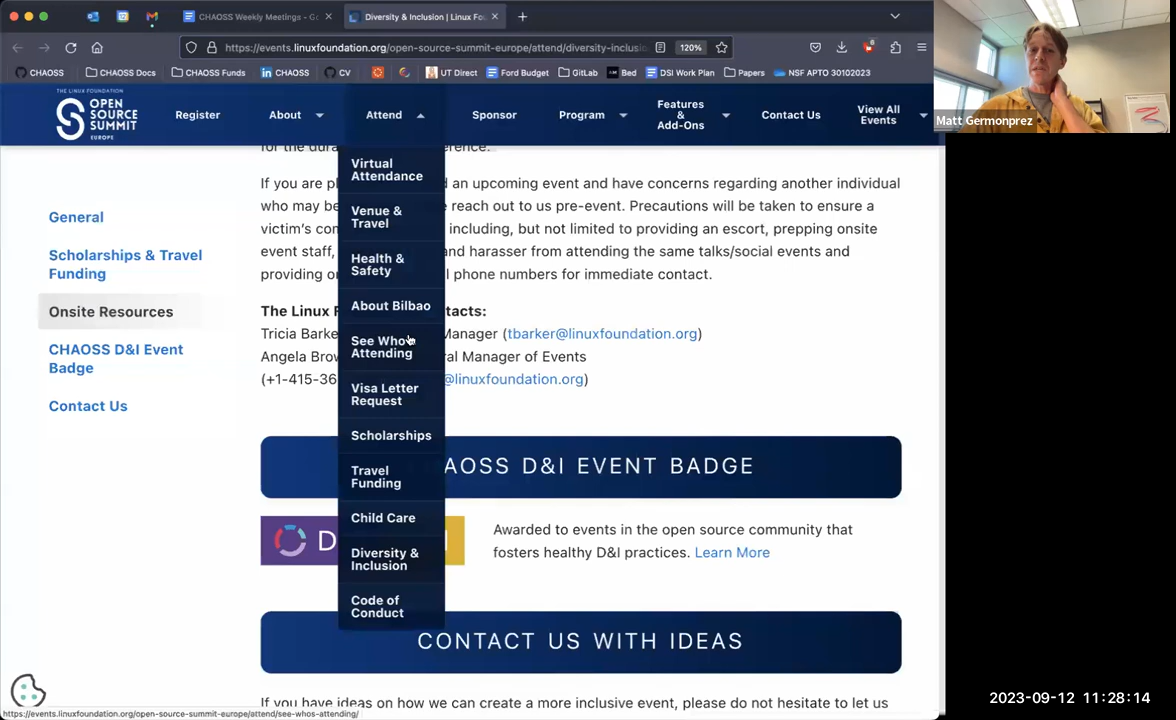 CHAOSS Weekly Meetings - Go
Diversity & Inclusion | Linux Fou
https://events.linuxfoundation.org/open-source-summit-europe/attend/diversity-inclusio
120%
6
CHAOSS
CHAOSS Docs
CHAOSS Funds
CHAOSS
CV
UT Direct
Ford Budget
GitLab
Bed
DSI Work Plan
Papers
NSF APTO 30102023
Matt Germonprez
THE LINUX FOUNDATION
OPEN
SOURCE
SUMMIT
EUROPE
Register
About
Attend
Sponsor
Program
Features
& Add-Ons
Contact Us
View All
Events
Virtual
Attendance
Venue &
Travel
Health &
Safety
About Bilbao
See Who's
Attending
Visa Letter
Request
Scholarships
Travel
Funding
Child Care
Diversity &
Inclusion
Code of
Conduct
General
Scholarships & Travel
Funding
Onsite Resources
CHAOSS D&I Event
Badge
Contact Us
for the dura
erence.
If you are pl
d an upcoming event and have concerns regarding another individual
who may be
e reach out to us pre-event. Precautions will be taken to ensure a
victim's com
including, but not limited to providing an escort, prepping onsite
event staff,
and harasser from attending the same talks/social events and
providing on
l phone numbers for immediate contact.
The Linux F
tacts:
Tricia Barke
Manager (tbarker@linuxfoundation.org)
Angela Brow
ral Manager of Events
(+1-415-36
@linuxfoundation.org)
AOSS D&I EVENT BADGE
D
Awarded to events in the open source community that
fosters healthy D&I practices. Learn More
CONTACT US WITH IDEAS
If you have ideas on how we can create a more inclusive event, please do not hesitate to let us
https://events.linuxfoundation.org/open-source-summit-europe/attend/see-whos-attending/
2023-09-12 11:28:14